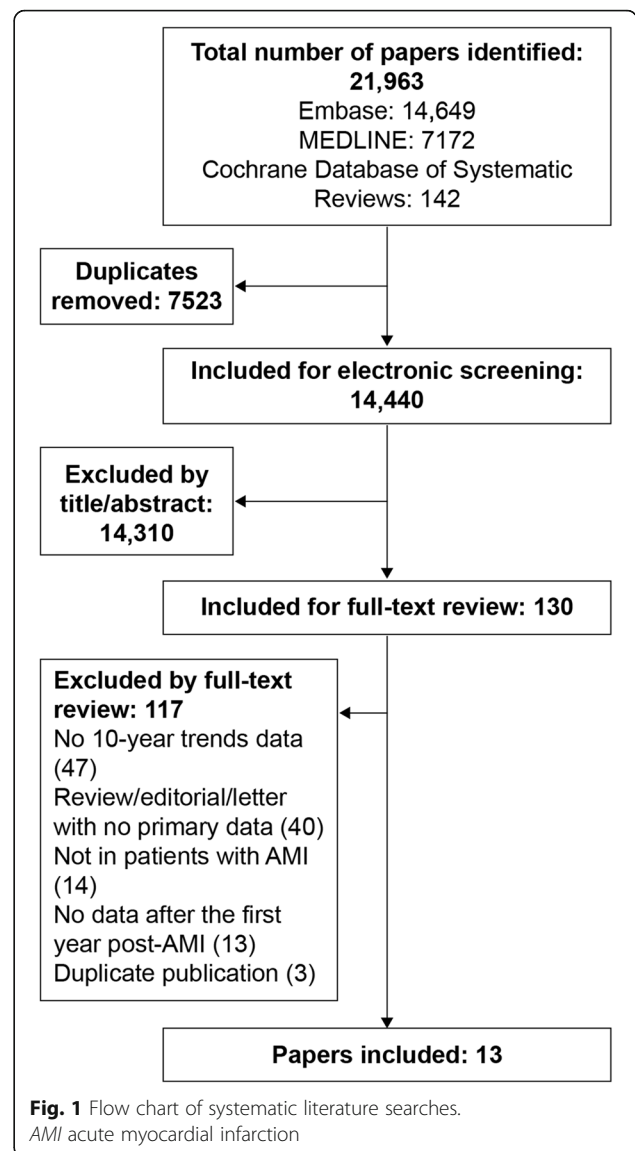 Total number of papers identified:
21,963
Embase: 14,649
MEDLINE: 7172
Cochrane Database of Systematic
Reviews: 142
Duplicates
removed: 7523
Included for electronic screening:
14,440
Excluded by
title/abstract:
14,310
Included for full-text review: 130
Excluded by full-text
review: 117
No 10-year trends data
(47)
Review/editorial/letter
with no primary data (40)
Not in patients with AMI
(14)
No data after the first
year post-AMI (13)
Duplicate publication (3)
Papers included: 13
Fig. 1 Flow chart of systematic literature searches.
AMI acute myocardial infarction